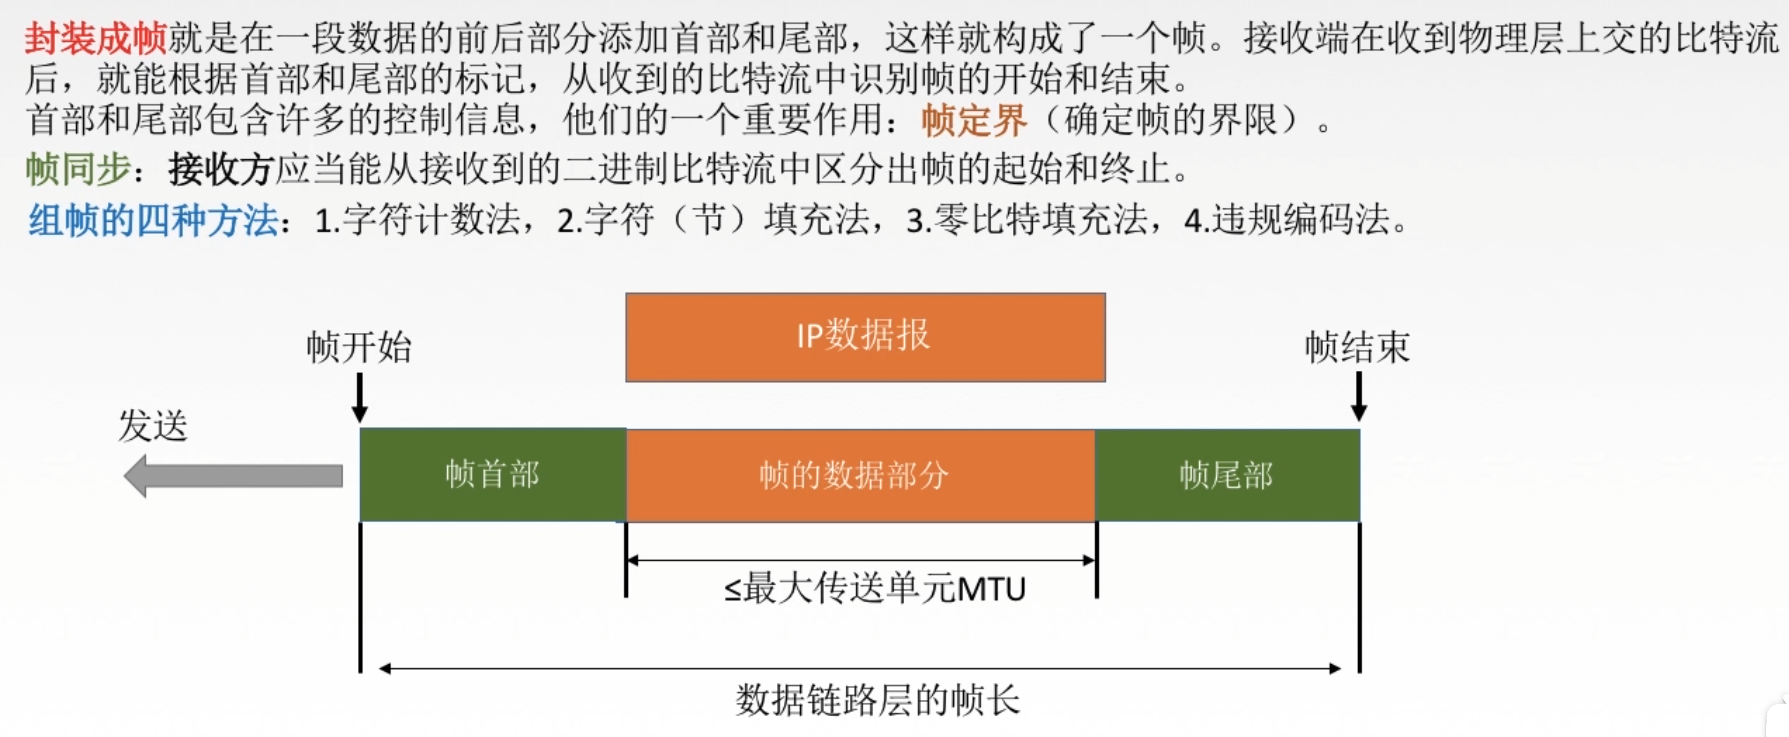 封装成帧就是在一段数据的前后部分添加首部和尾部，这样就构成了一个帧。接收端在收到物理层上交的比特流
后，就能根据首部和尾部的标记，从收到的比特流中识别帧的开始和结束。
首部和尾部包含许多的控制信息，他们的一个重要作用：帧定界（确定帧的界限）。
帧同步：接收方应当能从接收到的二进制比特流中区分出帧的起始和终止。
组帧的四种方法：1.字符计数法，2.字符（节）填充法，3.零比特填充法，4.违规编码法。
IP数据报
帧开始
帧结束
发送
帧首部
帧的数据部分
帧尾部
≤最大传送单元MTU
数据链路层的帧长